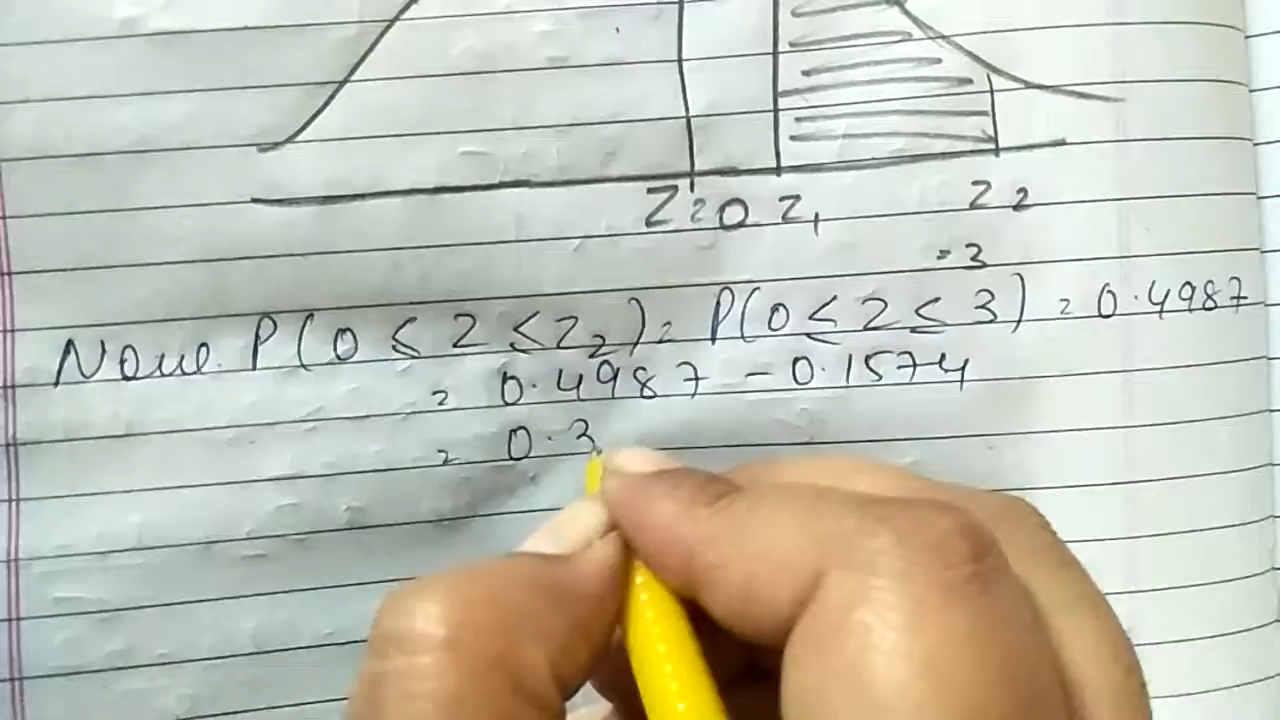 Z=0 Z₁ Z₂
=3
Now P(0 ≤ Z ≤ Z₂) = P(0 ≤ Z ≤ 3) = 0.4987
= 0.4987 - 0.1574
= 0.3